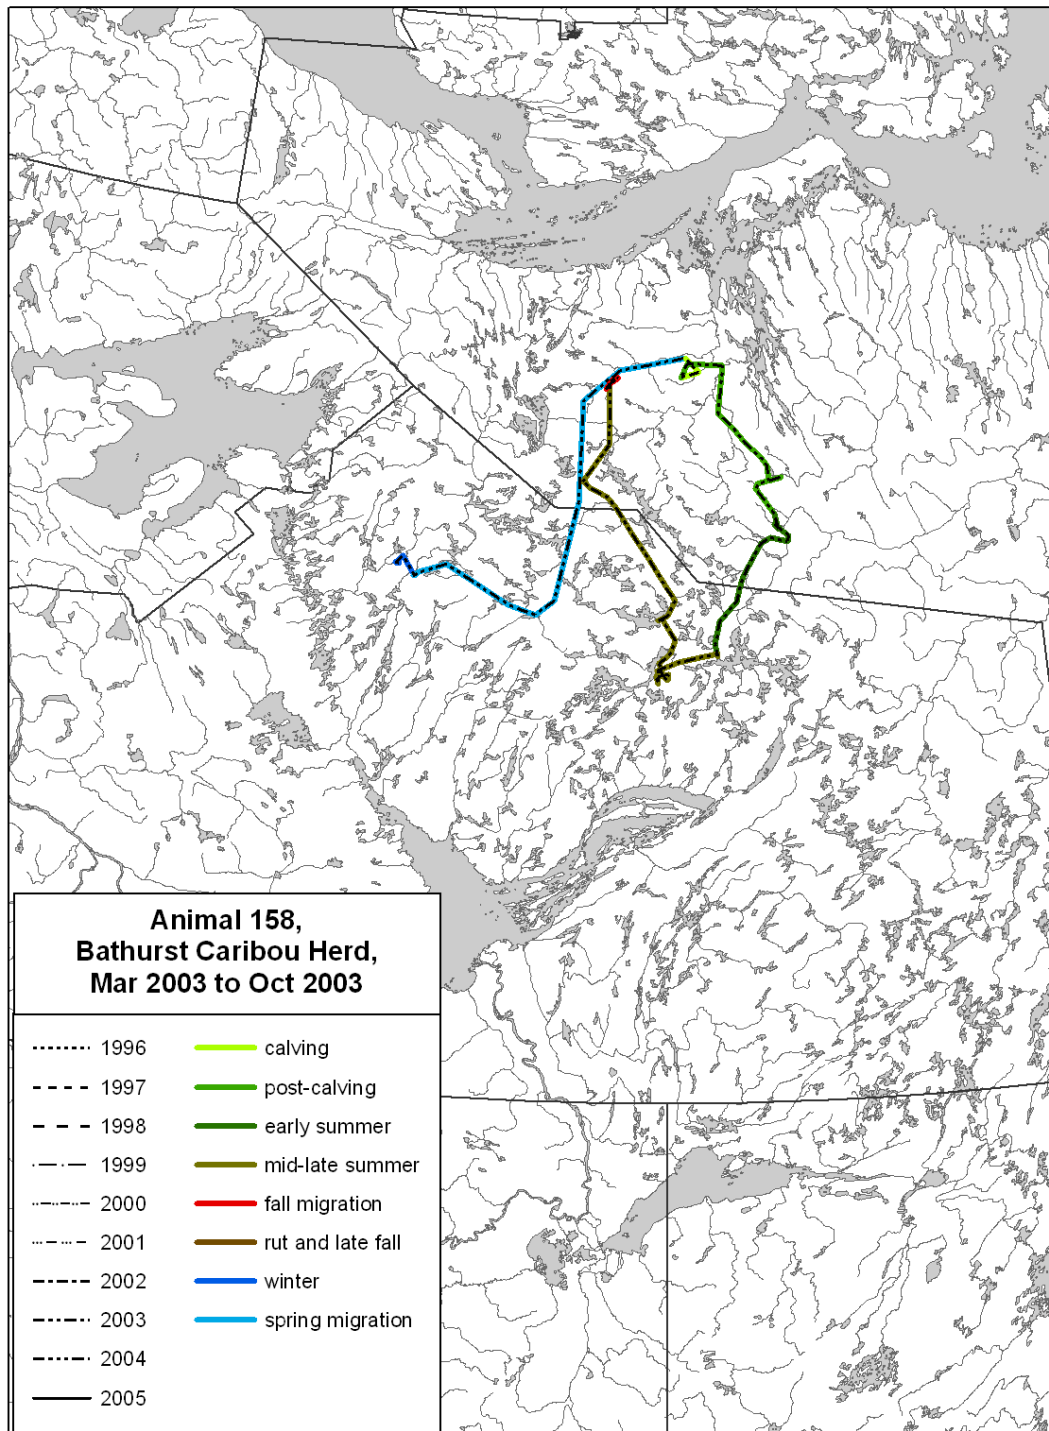 Animal 158,
Bathurst Caribou Herd,
Mar 2003 to Oct 2003
1996
1997
1998
1999
2000
2001
2002
2003
2004
2005
calving
post-calving
early summer
mid-late summer
fall migration
rut and late fall
winter
spring migration